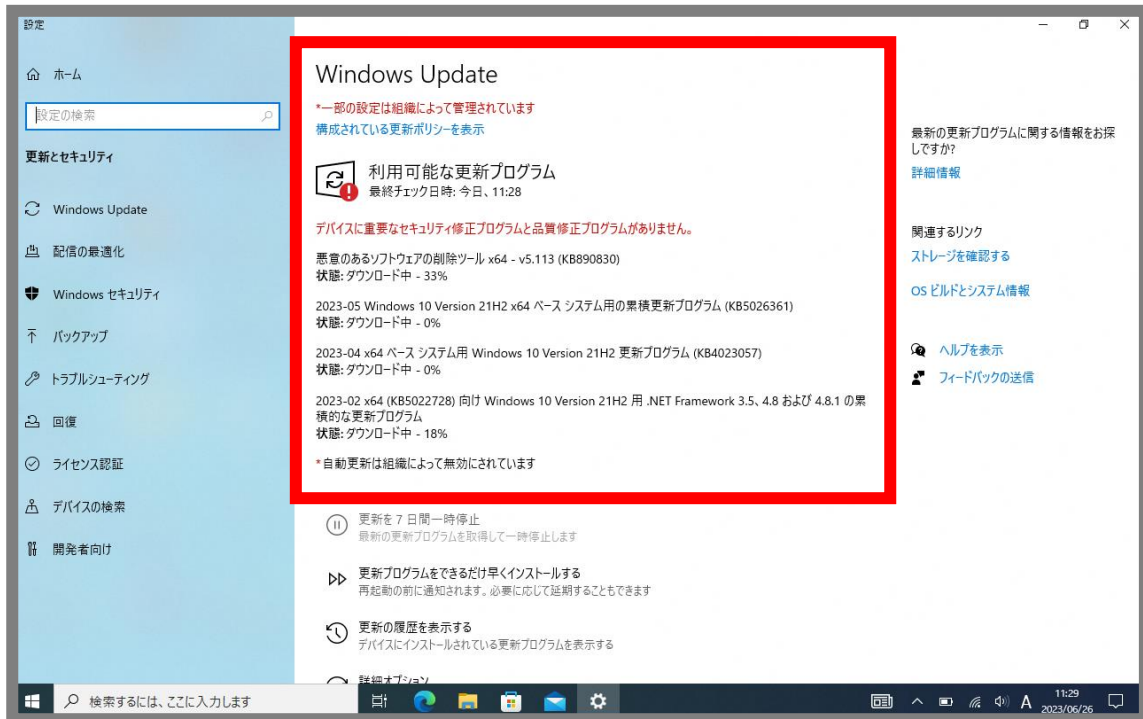 設定
ホーム
設定の検索
更新とセキュリティ
Windows Update
配信の最適化
Windows セキュリティ
バックアップ
トラブルシューティング
回復
ライセンス認証
デバイスの検索
開発者向け
Windows Update
*一部の設定は組織によって管理されています
構成されている更新ポリシーを表示
利用可能な更新プログラム
最終チェック日時: 今日、11:28
デバイスに重要なセキュリティ修正プログラムと品質修正プログラムがありません。
悪意のあるソフトウェアの削除ツール x64 - v5.113 (KB890830)
状態: ダウンロード中 - 33%
2023-05 Windows 10 Version 21H2 x64 ベース システム用の累積更新プログラム (KB5026361)
状態: ダウンロード中 - 0%
2023-04 x64 ベース システム用 Windows 10 Version 21H2 更新プログラム (KB4023057)
状態: ダウンロード中 - 0%
2023-02 x64 (KB5022728) 向け Windows 10 Version 21H2 用 .NET Framework 3.5、4.8 および 4.8.1 の累
積的な更新プログラム
状態: ダウンロード中 - 18%
*自動更新は組織によって無効にされています
更新を 7 日間一時停止
最新の更新プログラムを取得して一時停止します
更新プログラムをできるだけ早くインストールする
再起動の前に通知されます。必要に応じて延期することもできます
更新の履歴を表示する
デバイスにインストールされている更新プログラムを表示する
詳細オプション
最新の更新プログラムに関する情報をお探
しですか?
詳細情報
関連するリンク
ストレージを確認する
OS ビルドとシステム情報
ヘルプを表示
フィードバックの送信
検索するには、ここに入力します
A
11:29
2023/06/26